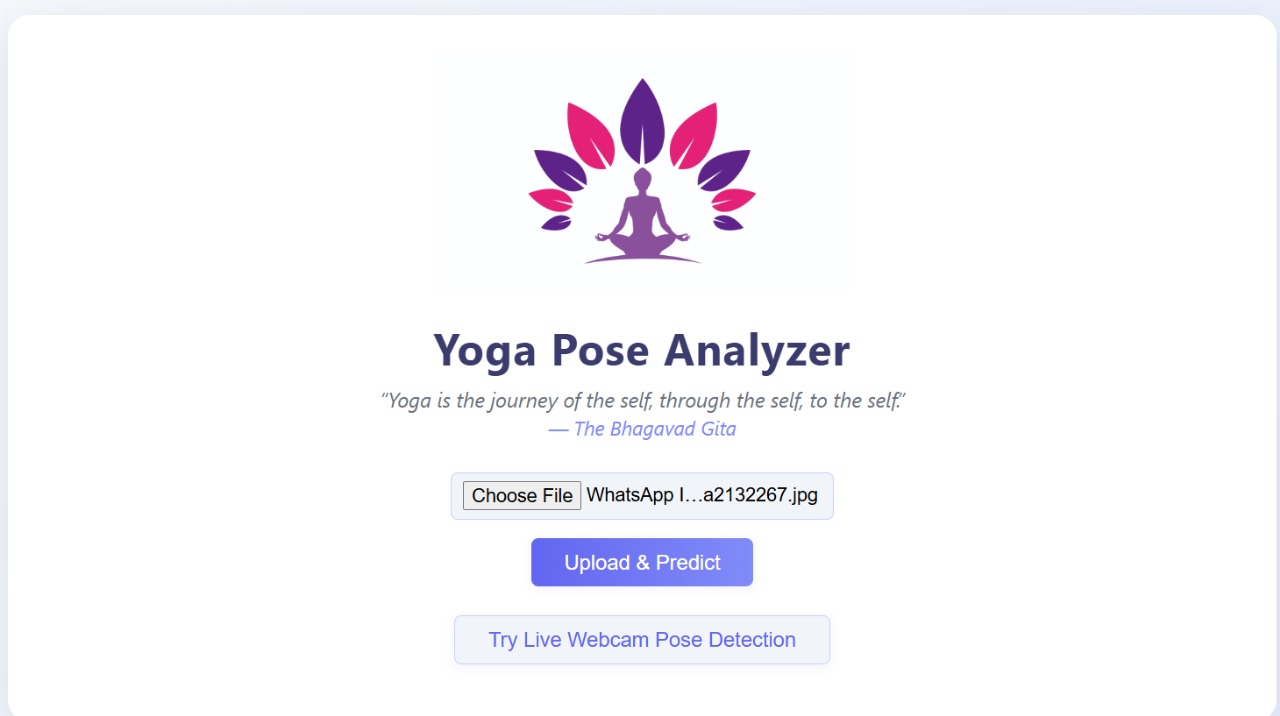 Yoga Pose Analyzer
“Yoga is the journey of the self, through the self, to the self.”
— The Bhagavad Gita
Choose File WhatsApp I...a2132267.jpg
Upload & Predict
Try Live Webcam Pose Detection